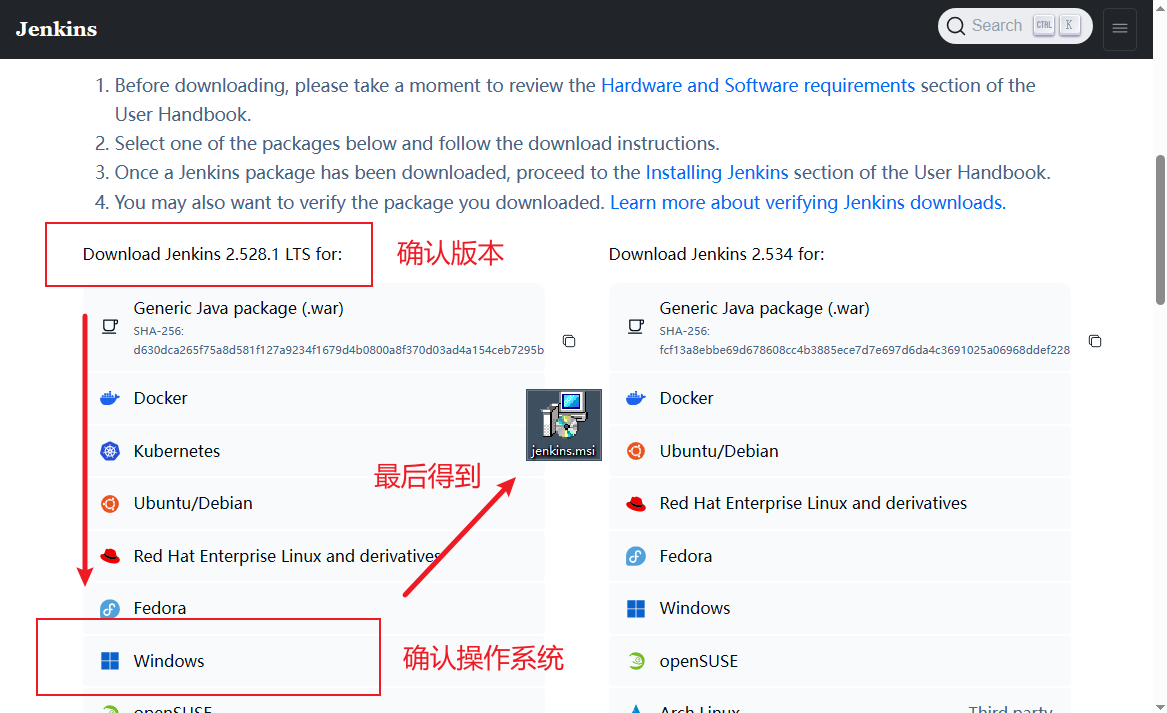 Jenkins
Search CTRL K
1. Before downloading, please take a moment to review the Hardware and Software requirements section of the
User Handbook.
2. Select one of the packages below and follow the download instructions.
3. Once a Jenkins package has been downloaded, proceed to the Installing Jenkins section of the User Handbook.
4. You may also want to verify the package you downloaded. Learn more about verifying Jenkins downloads.
Download Jenkins 2.528.1 LTS for:
确认版本
Generic Java package (.war)
SHA-256:
d630dca265f75a8d581f127a9234f1679d4b0800a8f370d03ad4a154ceb7295b
Docker
Kubernetes
Ubuntu/Debian
Red Hat Enterprise Linux and derivatives
Fedora
Windows
确认操作系统
openSUSE
jenkins.msi
最后得到
Download Jenkins 2.534 for:
Generic Java package (.war)
SHA-256:
fcf13a8ebbe69d678608cc4b3885ece7d7e697d6da4c3691025a06968ddef228
Docker
Ubuntu/Debian
Red Hat Enterprise Linux and derivatives
Fedora
Windows
openSUSE
Arch Linux Third party